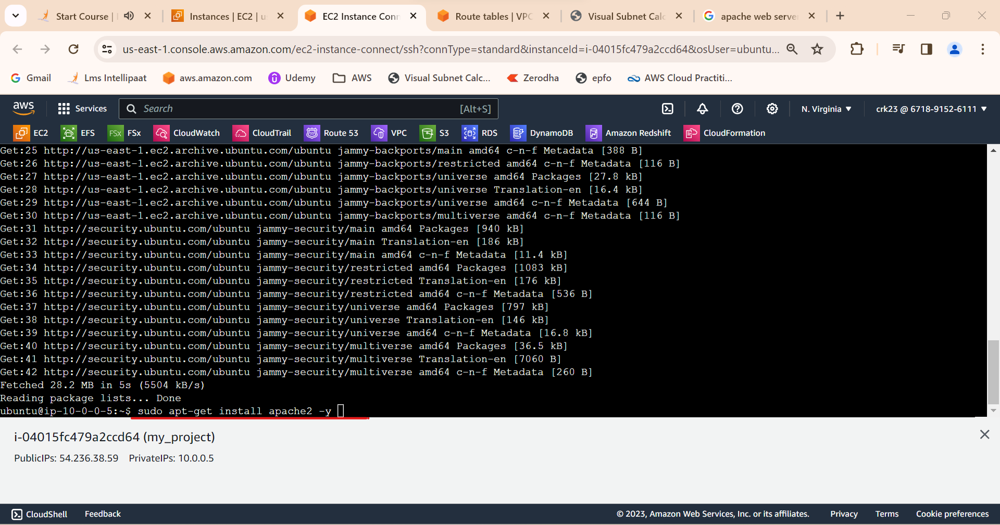 Start Course |
Instances | EC2 | u
EC2 Instance Conn
Route tables | VPC
Visual Subnet Calc
apache web serve
us-east-1.console.aws.amazon.com/ec2-instance-connect/ssh?connType=standard&instanceId=i-04015fc479a2ccd64&osUser=ubuntu...
Gmail
Lms Intellipaat
aws.amazon.com
Udemy
AWS
Visual Subnet Calc...
Zerodha
epfo
AWS Cloud Practiti...
aws
Services
Search
[Alt+S]
N. Virginia
crk23 @ 6718-9152-6111
EC2
EFS
FSx
FSx
CloudWatch
CloudTrail
53
Route 53
VPC
S3
RDS
DynamoDB
Amazon Redshift
CloudFormation
Get:25 http://us-east-1.ec2.archive.ubuntu.com/ubuntu jammy-backports/main amd64 c-n-f Metadata [388 B]
Get:26 http://us-east-1.ec2.archive.ubuntu.com/ubuntu jammy-backports/restricted amd64 c-n-f Metadata [116 B]
Get:27 http://us-east-1.ec2.archive.ubuntu.com/ubuntu jammy-backports/universe amd64 Packages [27.8 kB]
Get:28 http://us-east-1.ec2.archive.ubuntu.com/ubuntu jammy-backports/universe Translation-en [16.4 kB]
Get:29 http://us-east-1.ec2.archive.ubuntu.com/ubuntu jammy-backports/universe amd64 c-n-f Metadata [644 B]
Get:30 http://us-east-1.ec2.archive.ubuntu.com/ubuntu jammy-backports/multiverse amd64 c-n-f Metadata [116 B]
Get:31 http://security.ubuntu.com/ubuntu jammy-security/main amd64 Packages [940 kB]
Get:32 http://security.ubuntu.com/ubuntu jammy-security/main Translation-en [186 kB]
Get:33 http://security.ubuntu.com/ubuntu jammy-security/main amd64 c-n-f Metadata [11.4 kB]
Get:34 http://security.ubuntu.com/ubuntu jammy-security/restricted amd64 Packages [1083 kB]
Get:35 http://security.ubuntu.com/ubuntu jammy-security/restricted Translation-en [176 kB]
Get:36 http://security.ubuntu.com/ubuntu jammy-security/restricted amd64 c-n-f Metadata [536 B]
Get:37 http://security.ubuntu.com/ubuntu jammy-security/universe amd64 Packages [797 kB]
Get:38 http://security.ubuntu.com/ubuntu jammy-security/universe Translation-en [146 kB]
Get:39 http://security.ubuntu.com/ubuntu jammy-security/universe amd64 c-n-f Metadata [16.8 kB]
Get:40 http://security.ubuntu.com/ubuntu jammy-security/multiverse amd64 Packages [36.5 kB]
Get:41 http://security.ubuntu.com/ubuntu jammy-security/multiverse Translation-en [7060 B]
Get:42 http://security.ubuntu.com/ubuntu jammy-security/multiverse amd64 c-n-f Metadata [260 B]
Fetched 28.2 MB in 5s (5504 kB/s)
Reading package lists... Done
ubuntu@ip-10-0-0-5:~$ sudo apt-get install apache2 -y
i-04015fc479a2ccd64 (my_project)
PublicIPs: 54.236.38.59 PrivateIPs: 10.0.0.5
CloudShell
Feedback
© 2023, Amazon Web Services, Inc. or its affiliates.
Privacy
Terms
Cookie preferences